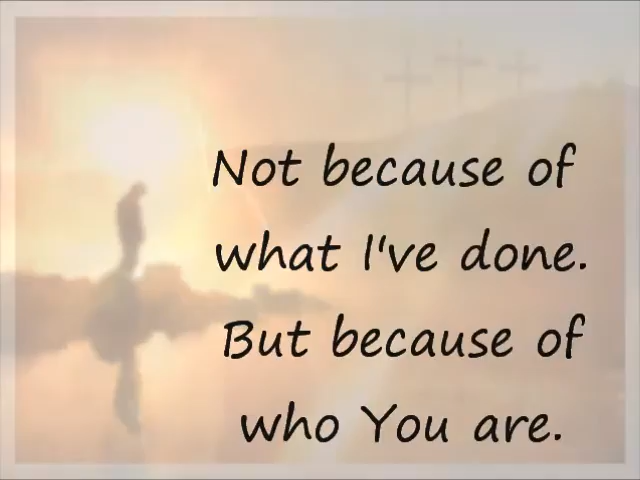 Not because of
what I've done.
But because of
who You are.